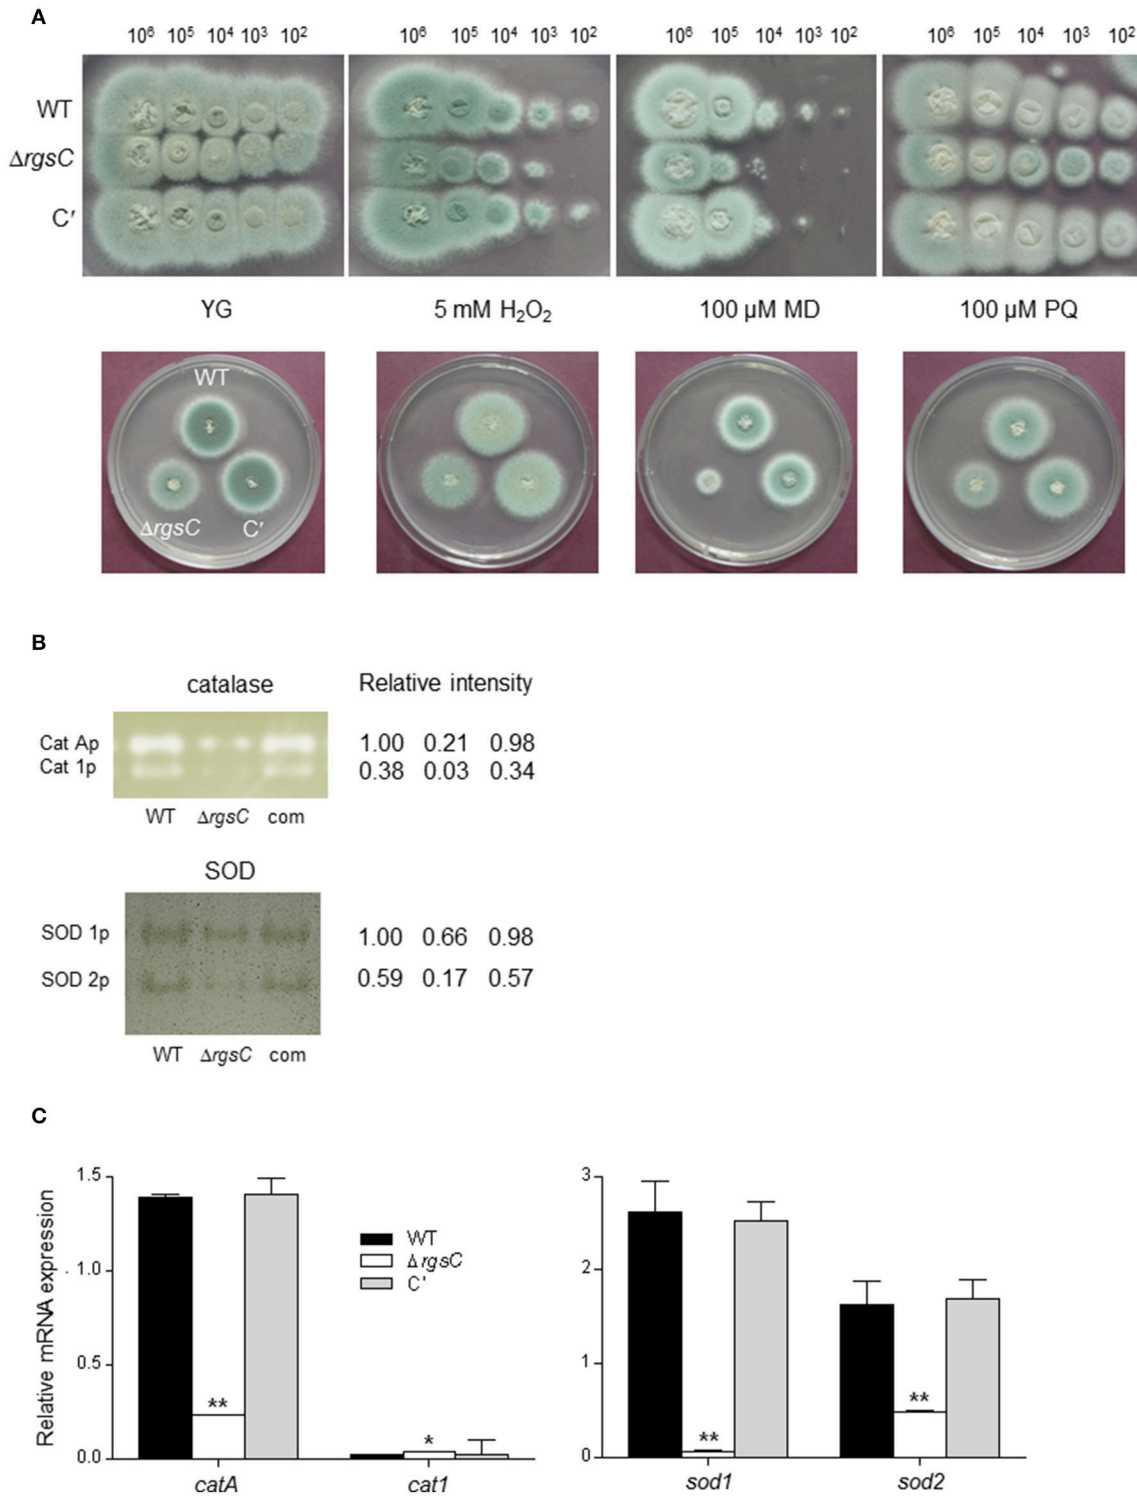 A
10⁶ 10⁵ 10⁴ 10³ 10² 10⁶ 10⁵ 10⁴ 10³ 10² 10⁶ 10⁵ 10⁴ 10³ 10² 10⁶ 10⁵ 10⁴ 10³ 10²
WT
ΔrgsC
C'
YG 5 mM H₂O₂ 100 µM MD 100 µM PQ
WT
ΔrgsC C'
B
catalase Relative intensity
Cat Ap 1.00 0.21 0.98
Cat 1p 0.38 0.03 0.34
WT ΔrgsC com
SOD
SOD 1p 1.00 0.66 0.98
SOD 2p 0.59 0.17 0.57
WT ΔrgsC com
C
Relative mRNA expression
1.5
1.0
0.5
0.0
**
*
WT
ΔrgsC
C'
catA cat1
3
2
1
0
**
**
sod1 sod2